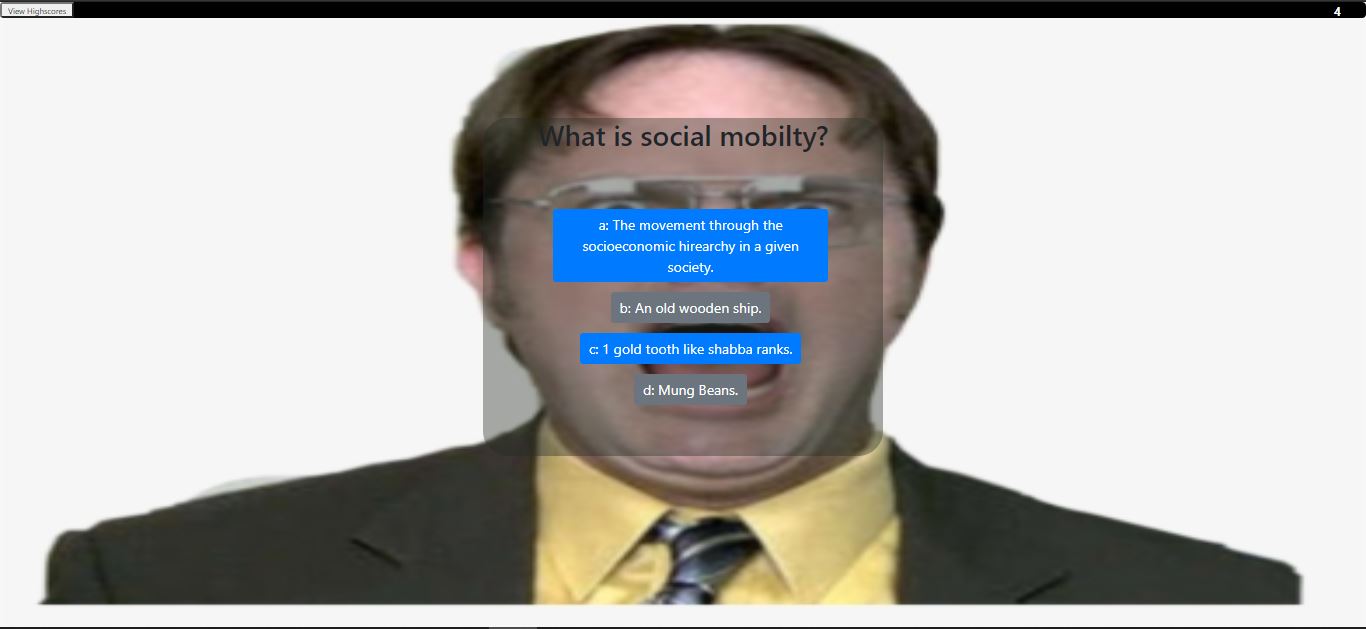 View Highscores
4
What is social mobilty?
a: The movement through the
socioeconomic hirearchy in a given
society.
b: An old wooden ship.
c: 1 gold tooth like shabba ranks.
d: Mung Beans.